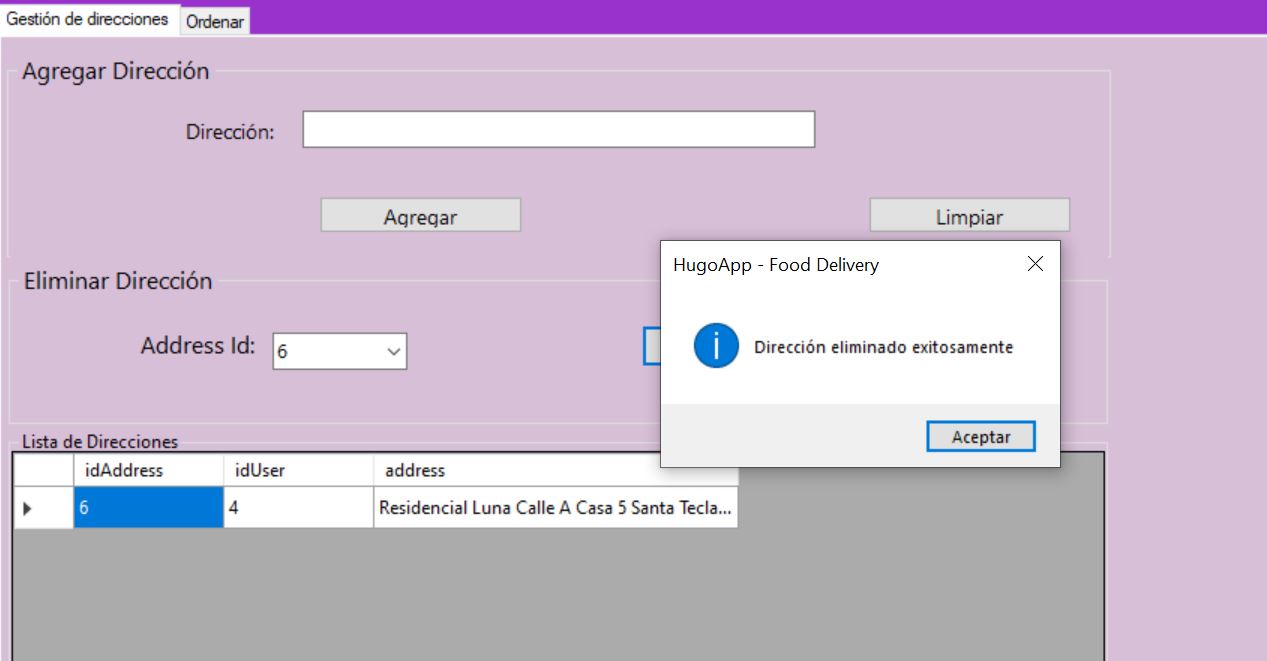 Gestión de direcciones Ordenar
Agregar Dirección
Dirección:
Agregar Limpiar
HugoApp - Food Delivery
Eliminar Dirección
Address Id: 6
Dirección eliminado exitosamente
Aceptar
Lista de Direcciones
idAddress idUser address
6 4 Residencial Luna Calle A Casa 5 Santa Tecla...